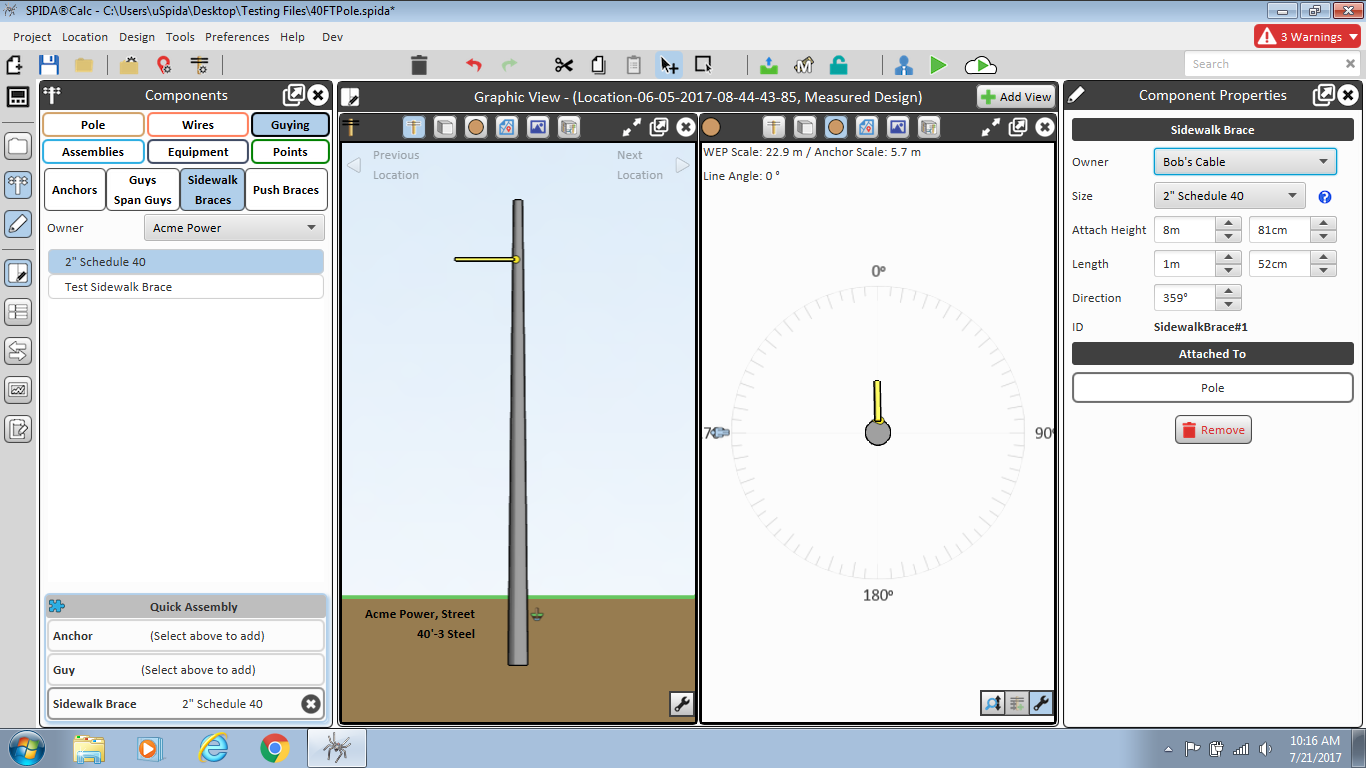 SPIDA®Calc - C:\Users\uSpida\Desktop\Testing Files\40FTPole.spida*
Project Location Design Tools Preferences Help Dev
3 Warnings
Search
Components
Pole Wires Guying
Assemblies Equipment Points
Anchors
Guys
Span Guys
Sidewalk
Braces
Push Braces
Owner Acme Power
2" Schedule 40
Test Sidewalk Brace
Quick Assembly
Anchor (Select above to add)
Guy (Select above to add)
Sidewalk Brace 2" Schedule 40
Graphic View - (Location-06-05-2017-08-44-43-85, Measured Design)
Add View
Previous
Location
Next
Location
Acme Power, Street
40'-3 Steel
WEP Scale: 22.9 m / Anchor Scale: 5.7 m
Line Angle: 0 °
0º
90º
180º
Component Properties
Sidewalk Brace
Owner Bob's Cable
Size 2" Schedule 40
Attach Height 8m 81cm
Length 1m 52cm
Direction 359°
ID SidewalkBrace#1
Attached To
Pole
Remove
10:16 AM
7/21/2017